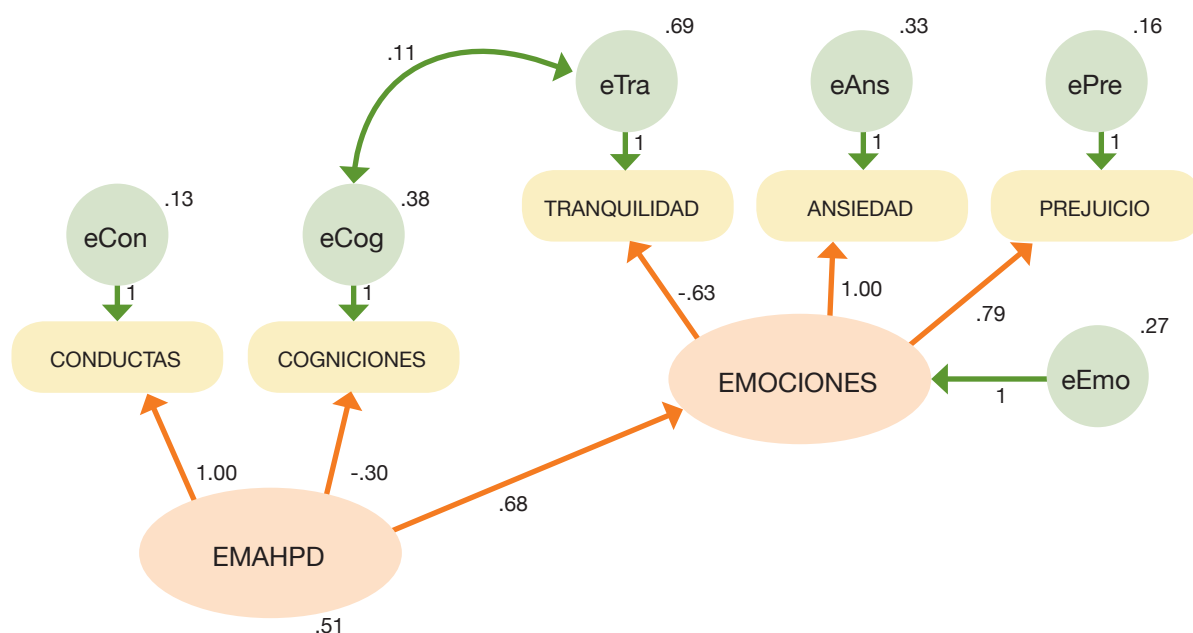 .69
.33
.16
.11
eTra
eAns
ePre
1
1
1
.13
.38
TRANQUILIDAD
ANSIEDAD
PREJUICIO
eCon
eCog
1
1
-.63
1.00
.79
.27
CONDUCTAS
COGNICIONES
EMOCIONES
eEmo
1
1.00
-.30
.68
EMAHPD
.51